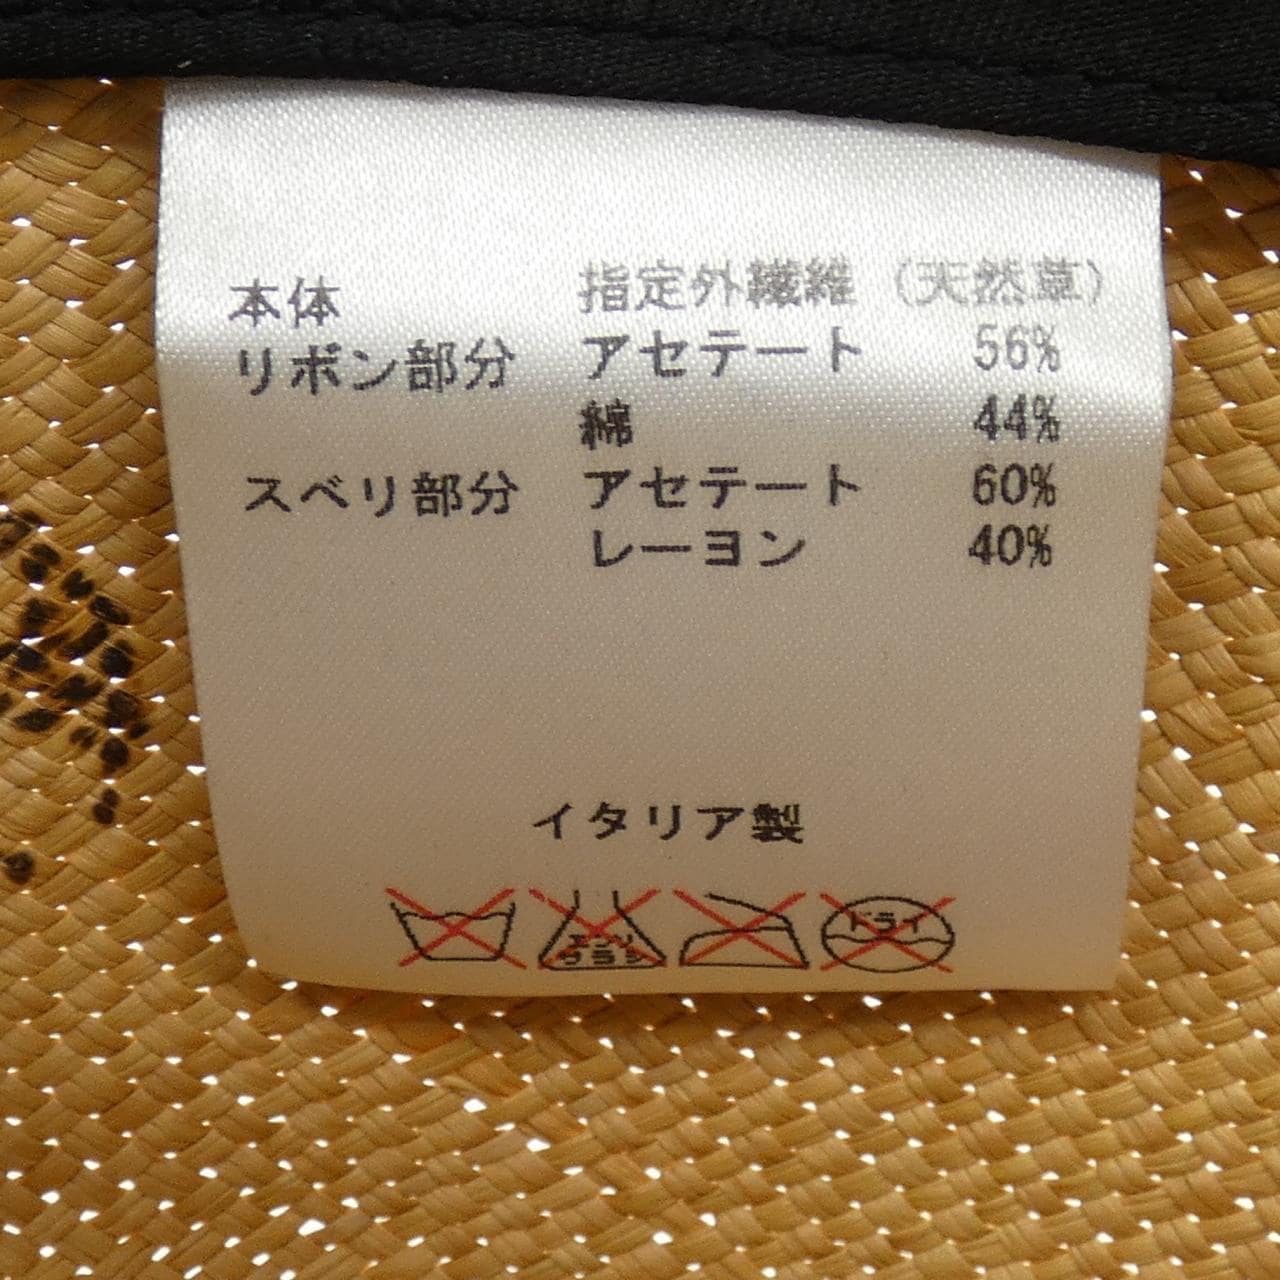 本体 指定外繊維（天然草）
リボン部分 アセテート 56%
綿 44%
スベリ部分 アセテート 60%
レーヨン 40%
イタリア製
エンソ サラシ ドライ